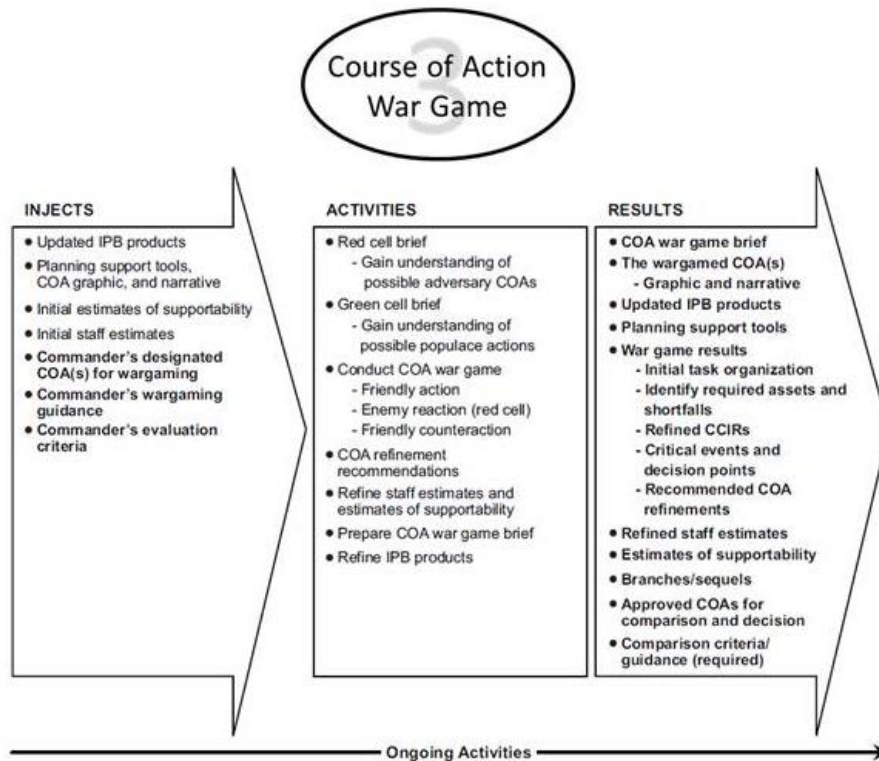 3
Course of Action
War Game
INJECTS
• Updated IPB products
• Planning support tools,
COA graphic, and narrative
• Initial estimates of supportability
• Initial staff estimates
• Commander's designated
COA(s) for wargaming
• Commander's wargaming
guidance
• Commander's evaluation
criteria
ACTIVITIES
• Red cell brief
- Gain understanding of
possible adversary COAs
• Green cell brief
- Gain understanding of
possible populace actions
• Conduct COA war game
- Friendly action
- Enemy reaction (red cell)
- Friendly counteraction
• COA refinement
recommendations
• Refine staff estimates and
estimates of supportability
• Prepare COA war game brief
• Refine IPB products
RESULTS
• COA war game brief
• The wargamed COA(s)
- Graphic and narrative
• Updated IPB products
• Planning support tools
• War game results
- Initial task organization
- Identify required assets and
shortfalls
- Refined CCIRs
- Critical events and
decision points
- Recommended COA
refinements
• Refined staff estimates
• Estimates of supportability
• Branches/sequels
• Approved COAs for
comparison and decision
• Comparison criteria/
guidance (required)
Ongoing Activities